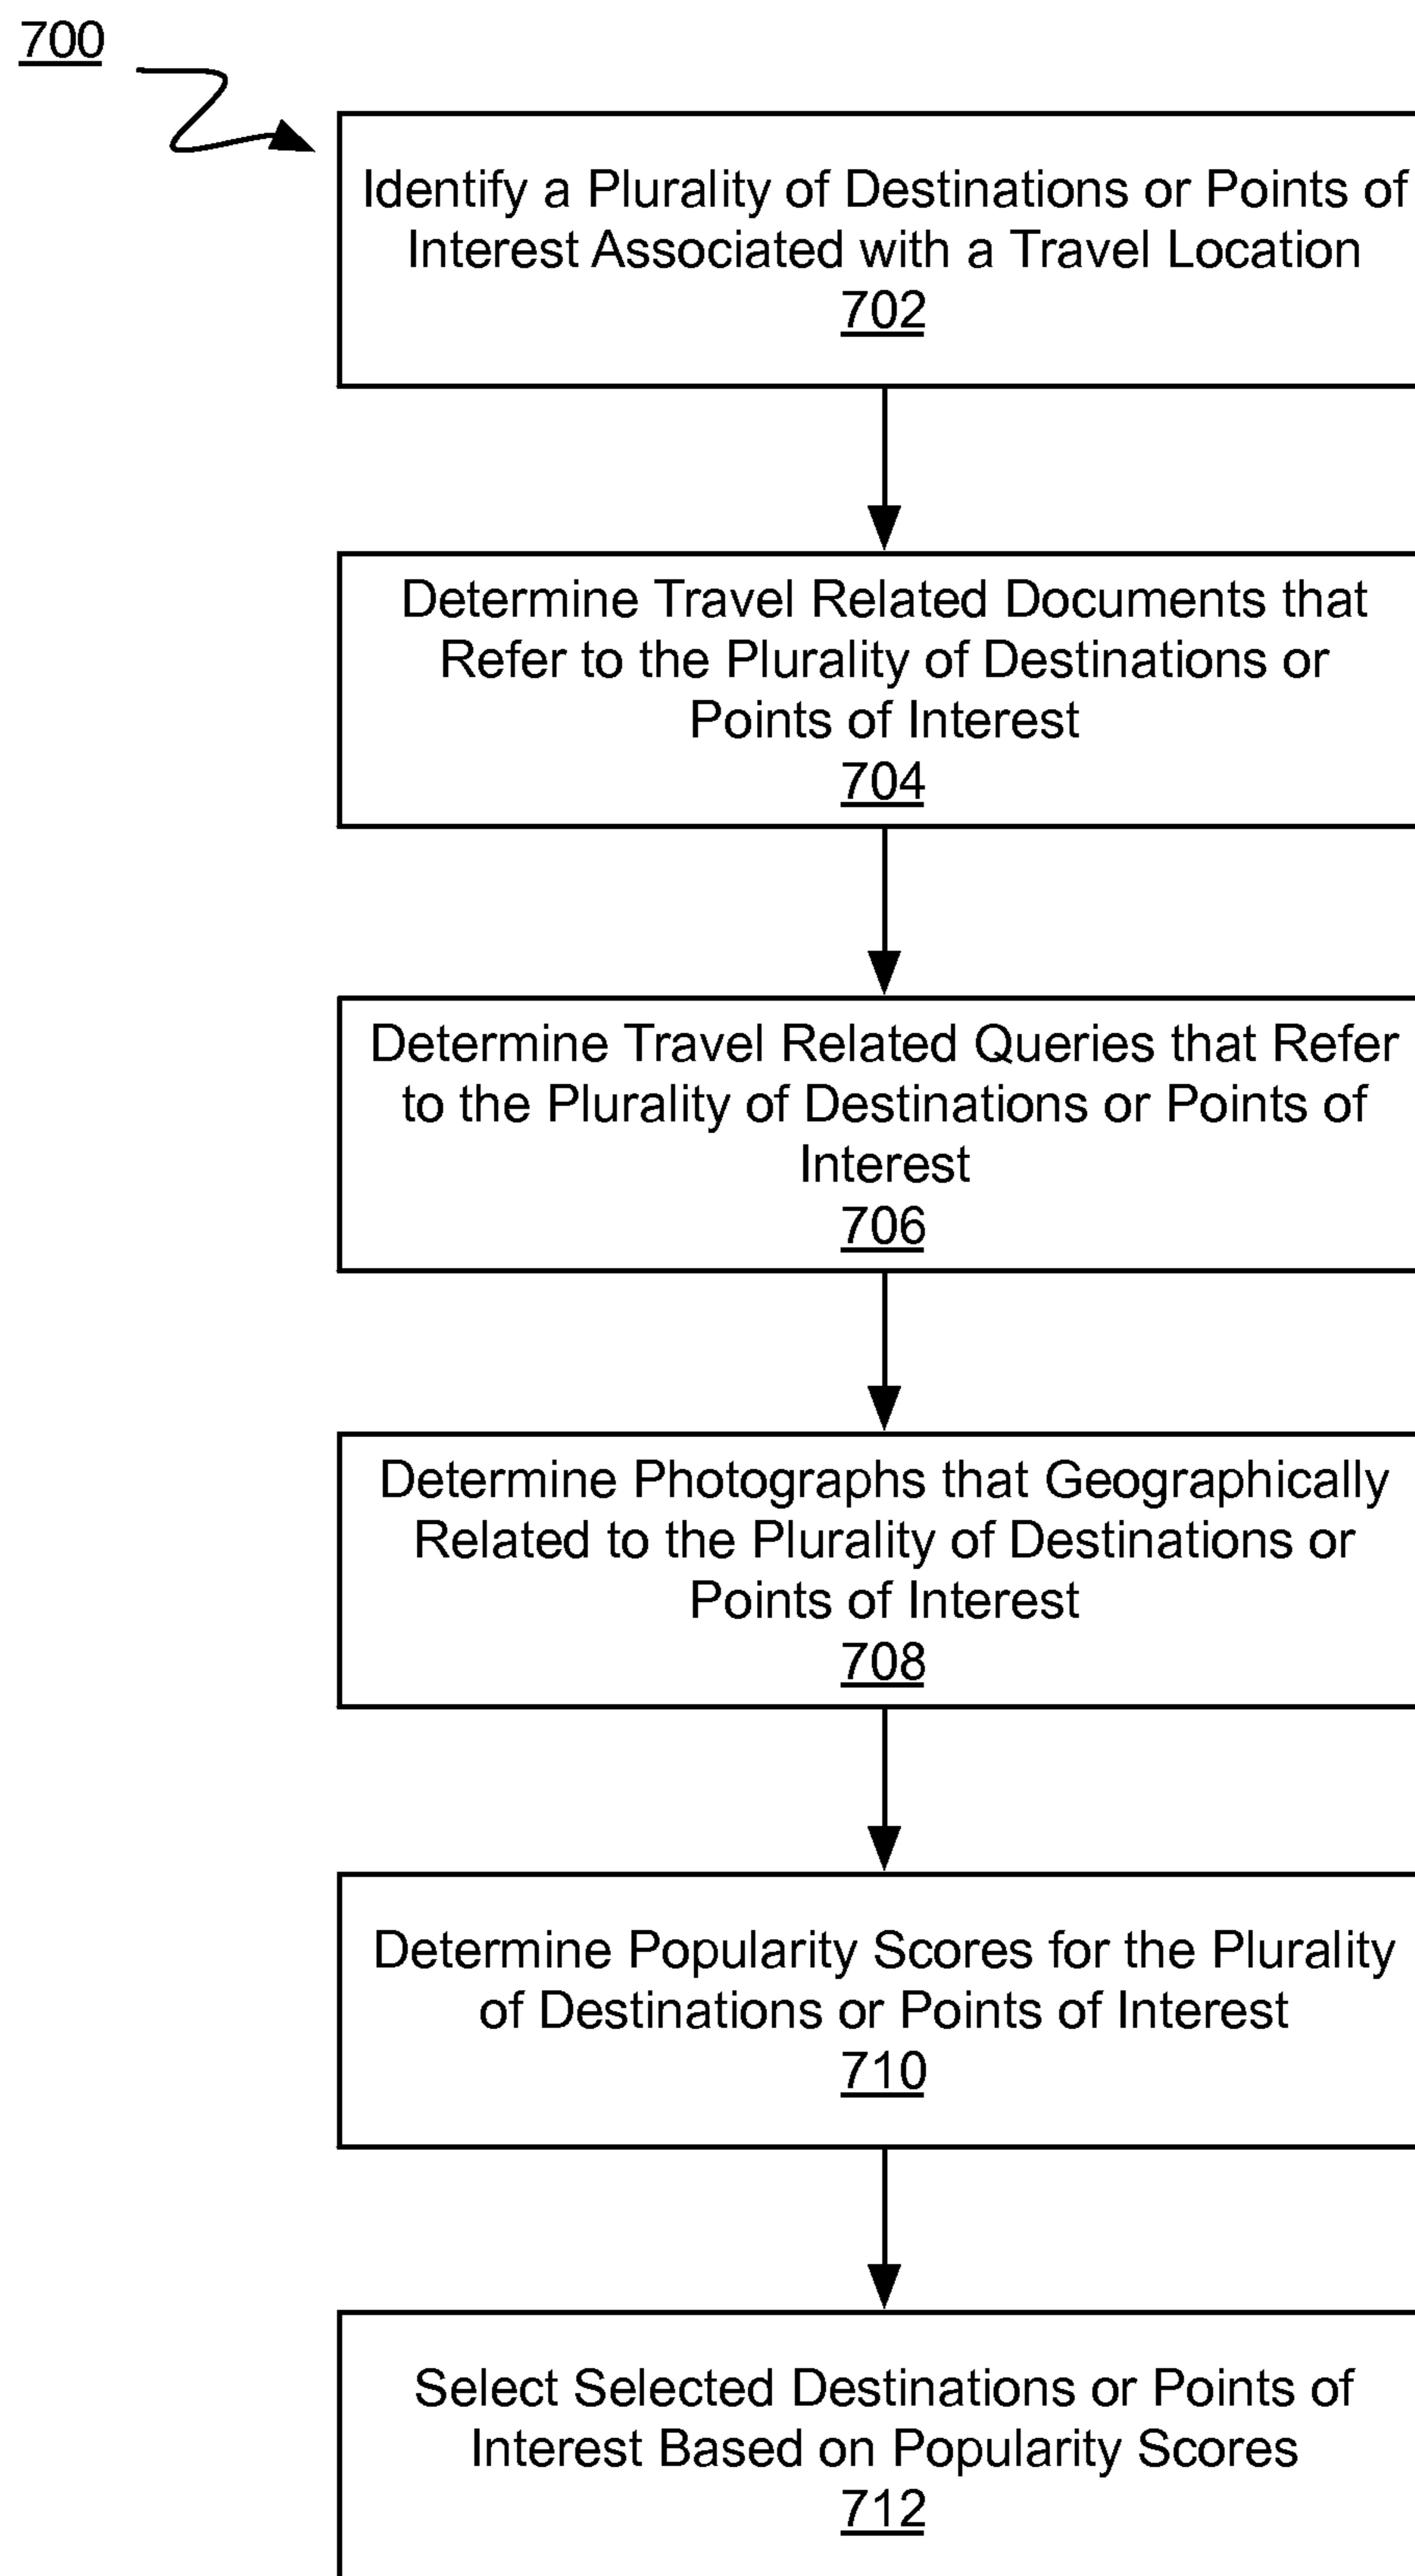 700
Identify a Plurality of Destinations or Points of
Interest Associated with a Travel Location
702
Determine Travel Related Documents that
Refer to the Plurality of Destinations or
Points of Interest
704
Determine Travel Related Queries that Refer
to the Plurality of Destinations or Points of
Interest
706
Determine Photographs that Geographically
Related to the Plurality of Destinations or
Points of Interest
708
Determine Popularity Scores for the Plurality
of Destinations or Points of Interest
710
Select Selected Destinations or Points of
Interest Based on Popularity Scores
712